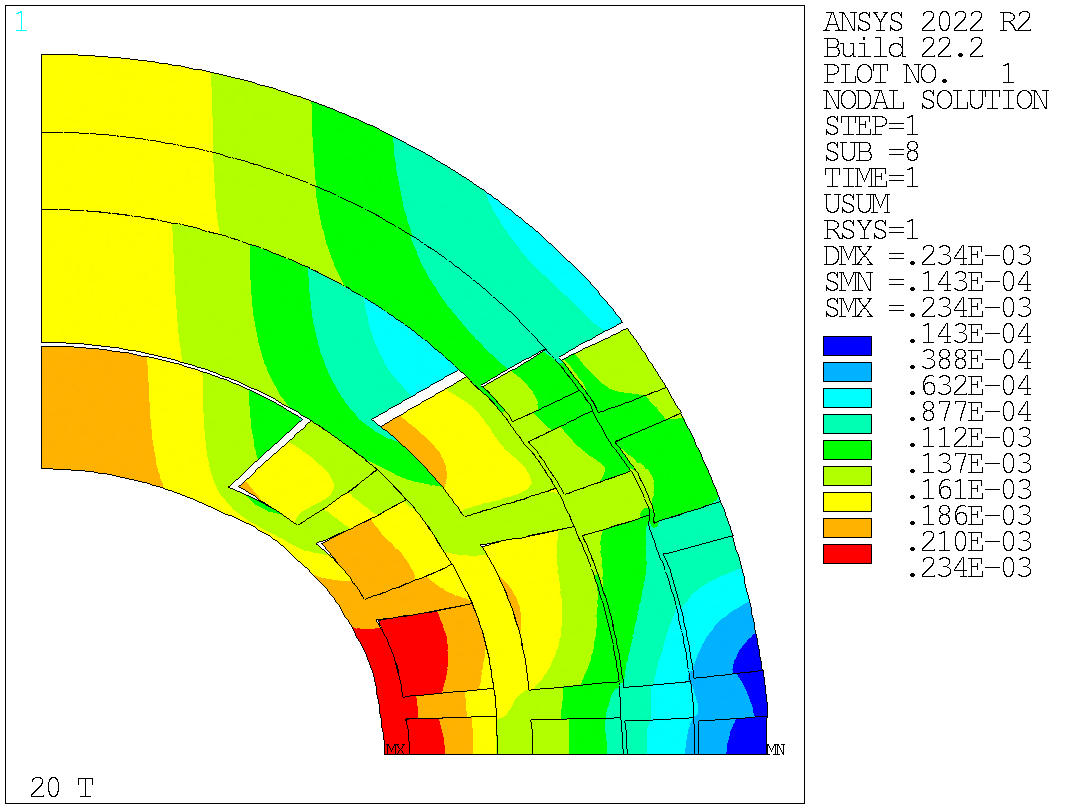 1
ANSYS 2022 R2
Build 22.2
PLOT NO.   1
NODAL SOLUTION
STEP=1
SUB =8
TIME=1
USUM
RSYS=1
DMX =.234E-03
SMN =.143E-04
SMX =.234E-03
.143E-04
.388E-04
.632E-04
.877E-04
.112E-03
.137E-03
.161E-03
.186E-03
.210E-03
.234E-03
MX
MN
20 T